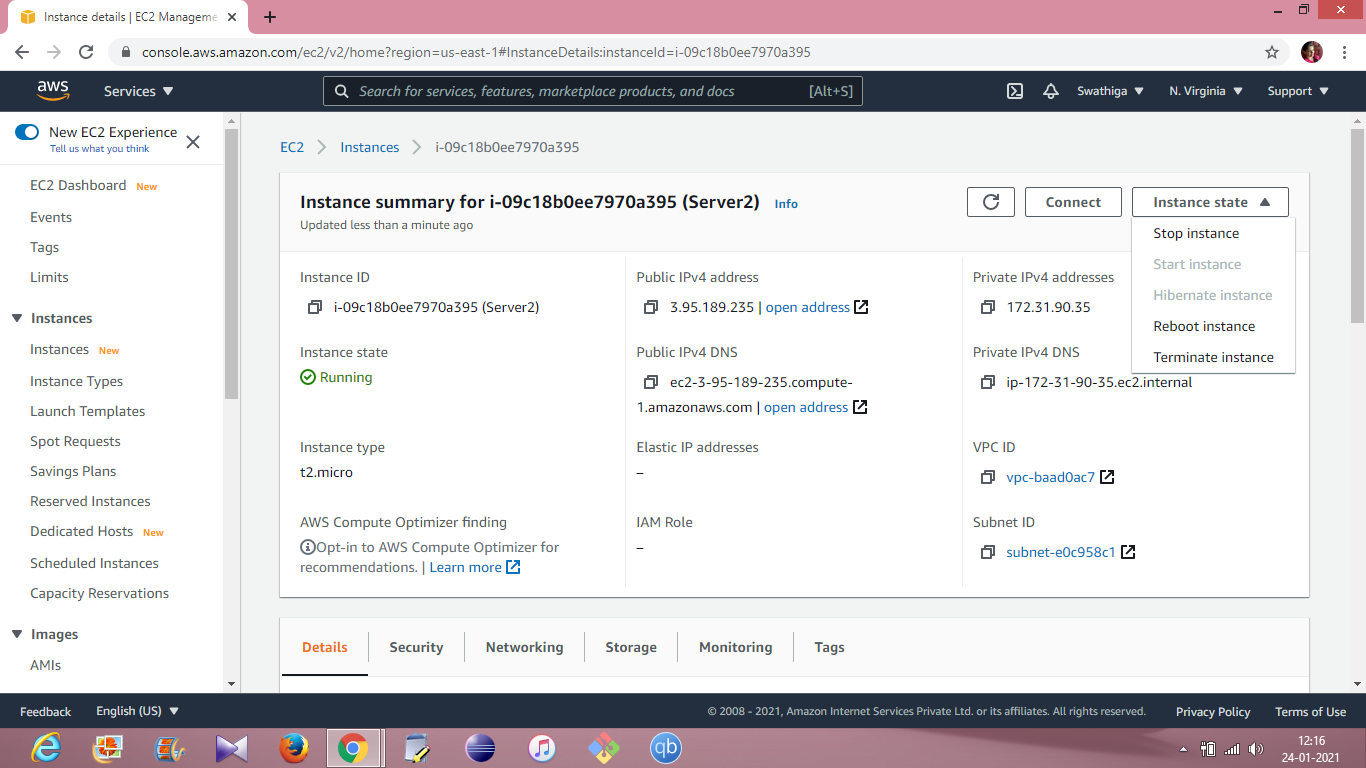 Instance details | EC2 Manageme
console.aws.amazon.com/ec2/v2/home?region=us-east-1#InstanceDetails:instanceId=i-09c18b0ee7970a395
aws
Services
Search for services, features, marketplace products, and docs
[Alt+S]
Swathiga
N. Virginia
Support
New EC2 Experience
Tell us what you think
EC2 Dashboard New
Events
Tags
Limits
Instances
Instances New
Instance Types
Launch Templates
Spot Requests
Savings Plans
Reserved Instances
Dedicated Hosts New
Scheduled Instances
Capacity Reservations
Images
AMIs
EC2 > Instances > i-09c18b0ee7970a395
Instance summary for i-09c18b0ee7970a395 (Server2) Info
Updated less than a minute ago
Connect
Instance state
Stop instance
Start instance
Hibernate instance
Reboot instance
Terminate instance
Instance ID
i-09c18b0ee7970a395 (Server2)
Public IPv4 address
3.95.189.235 | open address
Private IPv4 addresses
172.31.90.35
Instance state
Running
Public IPv4 DNS
ec2-3-95-189-235.compute-
1.amazonaws.com | open address
Private IPv4 DNS
ip-172-31-90-35.ec2.internal
Instance type
t2.micro
Elastic IP addresses
–
VPC ID
vpc-baad0ac7
AWS Compute Optimizer finding
Opt-in to AWS Compute Optimizer for
recommendations. | Learn more
IAM Role
–
Subnet ID
subnet-e0c958c1
Details
Security
Networking
Storage
Monitoring
Tags
Feedback
English (US)
© 2008 - 2021, Amazon Internet Services Private Ltd. or its affiliates. All rights reserved.
Privacy Policy
Terms of Use
qb
12:16
24-01-2021